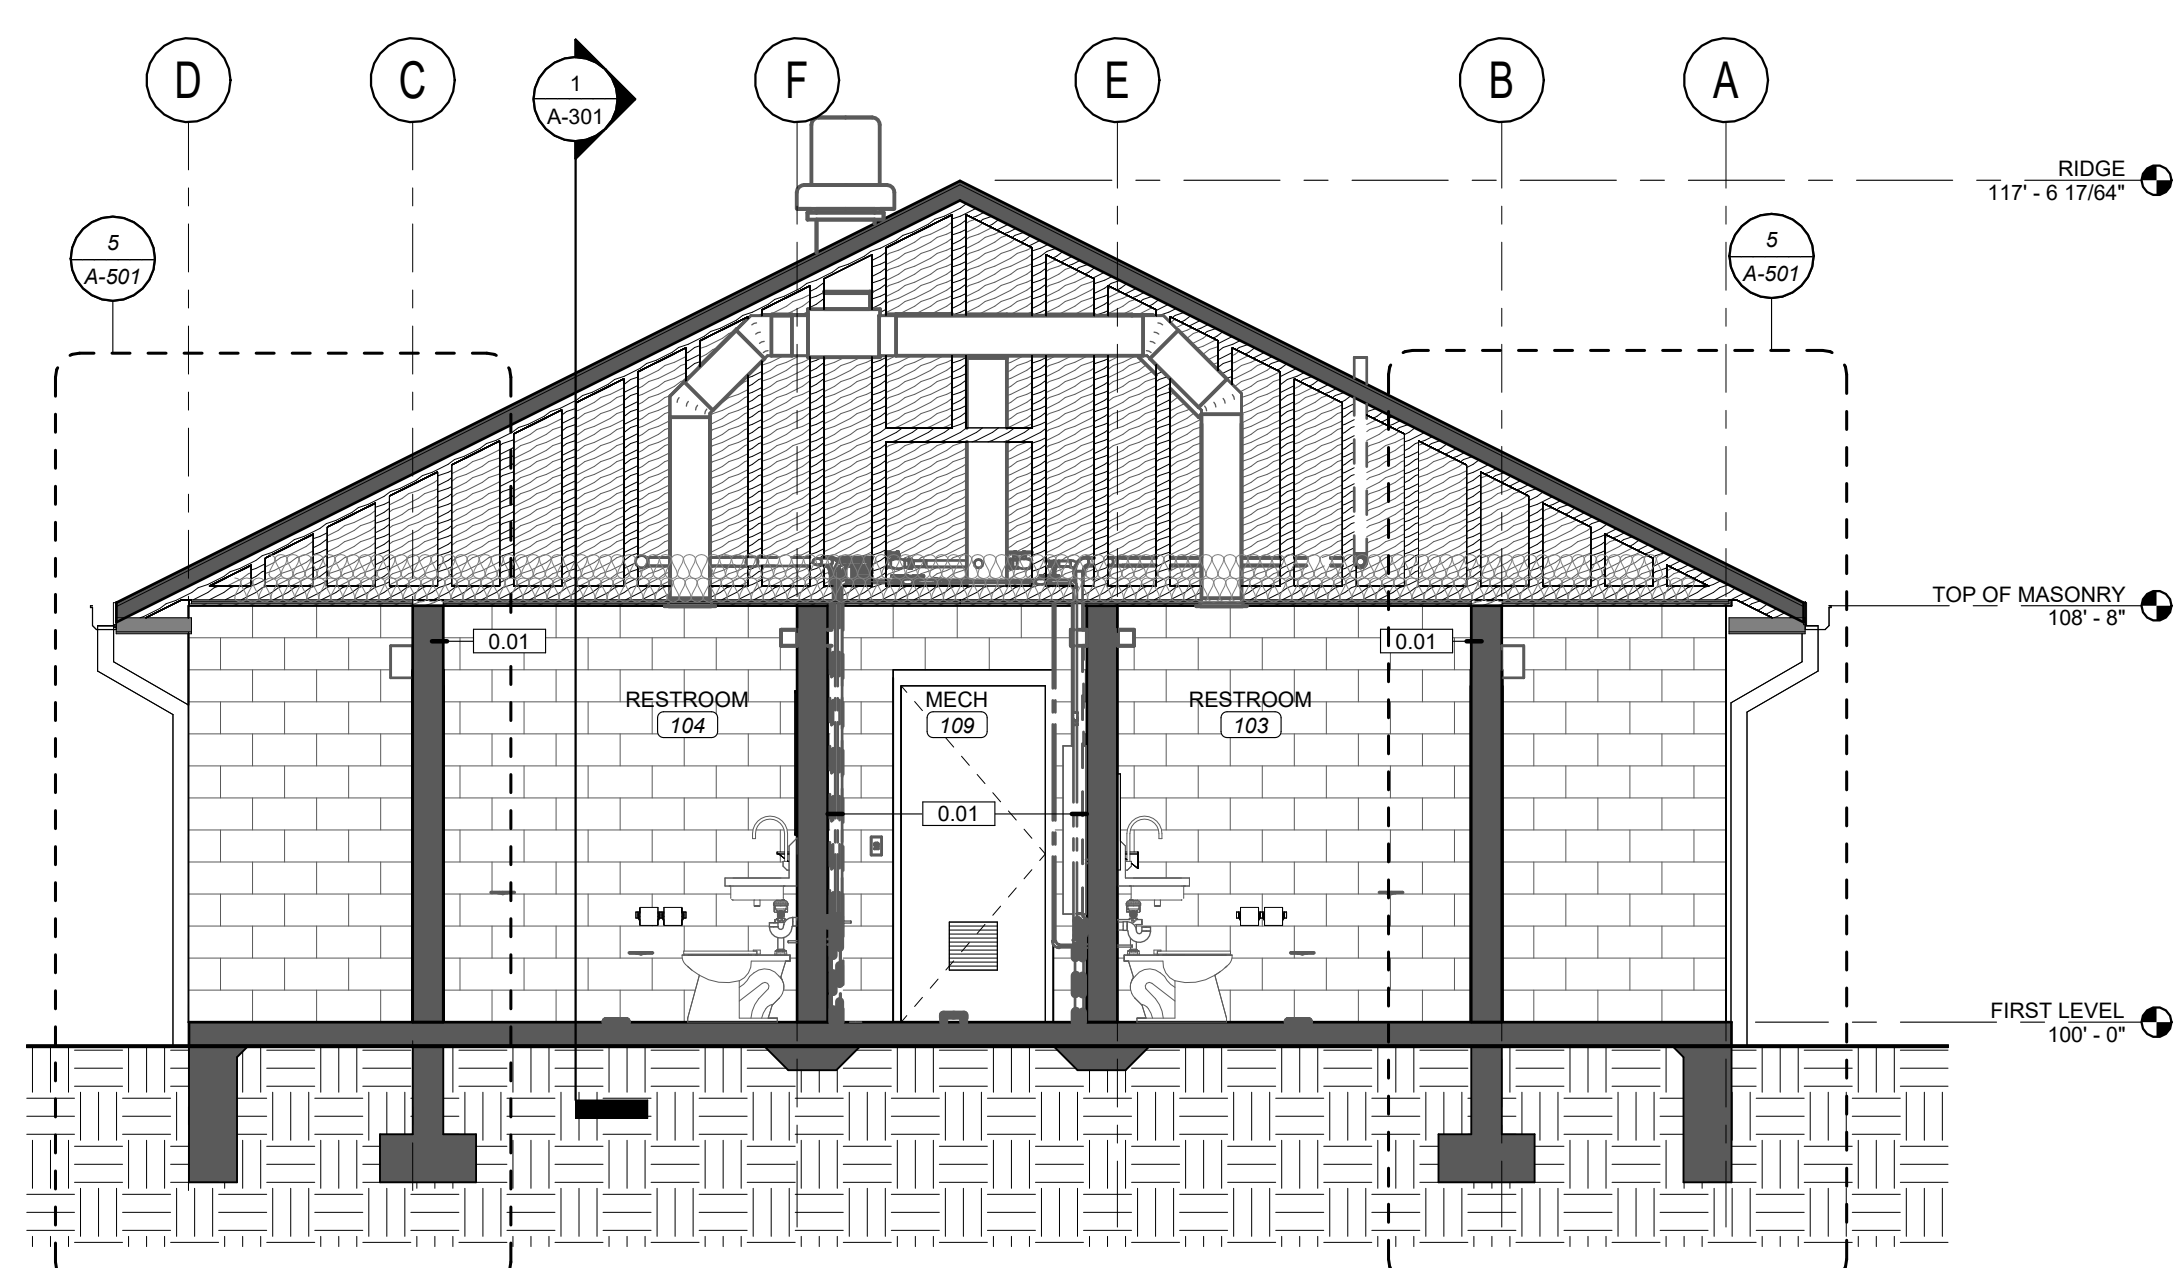 D
C
1
A-301
F
E
B
A
RIDGE
117' - 6 17/64"
5
A-501
5
A-501
TOP OF MASONRY
108' - 8"
0.01
0.01
RESTROOM
104
MECH
109
RESTROOM
103
0.01
FIRST LEVEL
100' - 0"